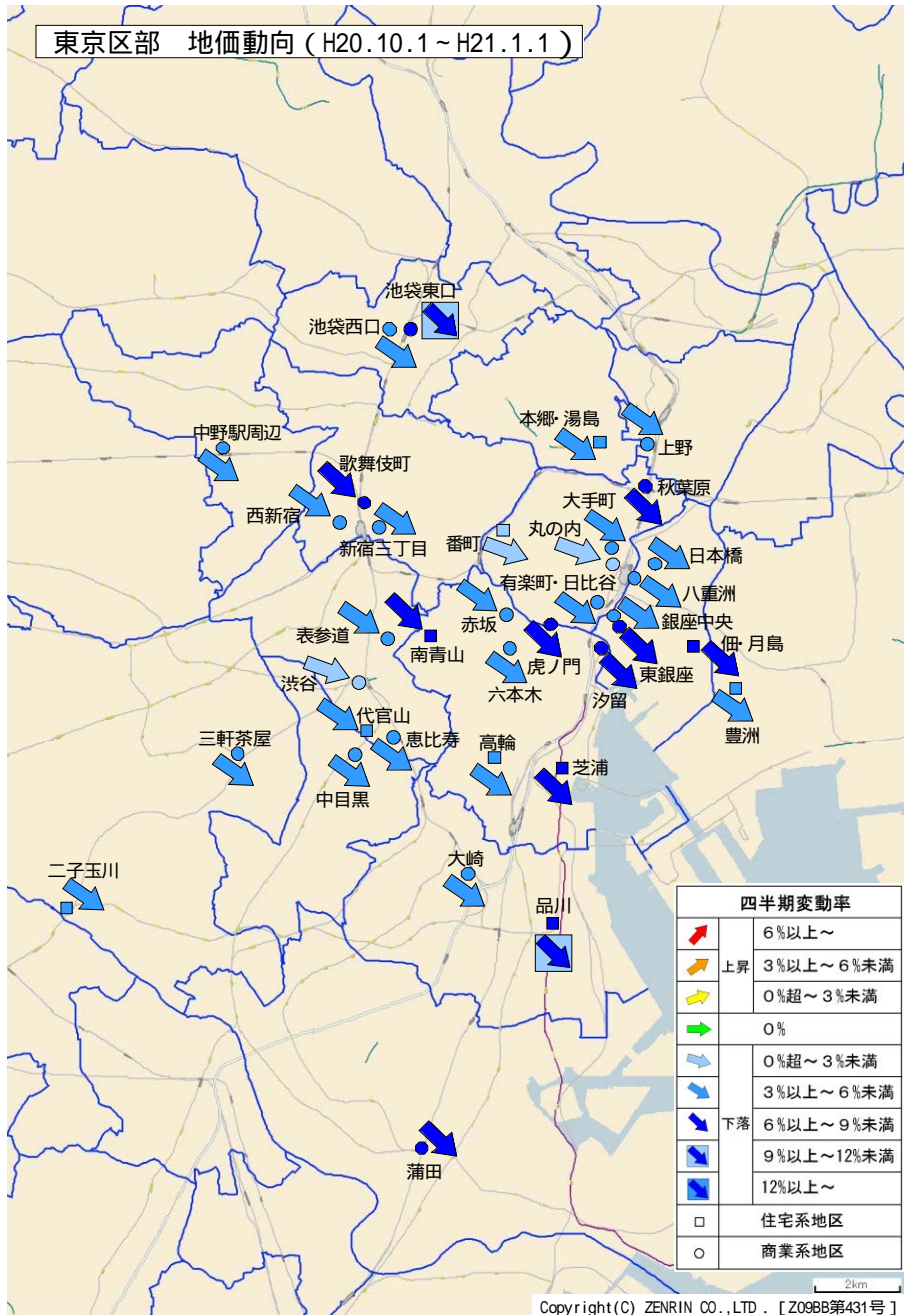 東京区部 地価動向(H20.10.1~H21.1.1)
池袋東口
池袋西口
本郷・湯島
上野
中野駅周辺
歌舞伎町
秋葉原
大手町
西新宿
新宿三丁目
番町
丸の内
日本橋
有楽町・日比谷
八重洲
赤坂
銀座中央
表参道
南青山
虎ノ門
東銀座
佃・月島
渋谷
六本木
汐留
豊洲
代官山
恵比寿
高輪
三軒茶屋
中目黒
芝浦
大崎
二子玉川
品川
蒲田
四半期変動率
上昇
6%以上~
3%以上~6%未満
0%超~3%未満
0%
下落
0%超~3%未満
3%以上~6%未満
6%以上~9%未満
9%以上~12%未満
12%以上~
住宅系地区
商業系地区
2km
Copyright(C) ZENRIN CO.,LTD. [Z09BB第431号]